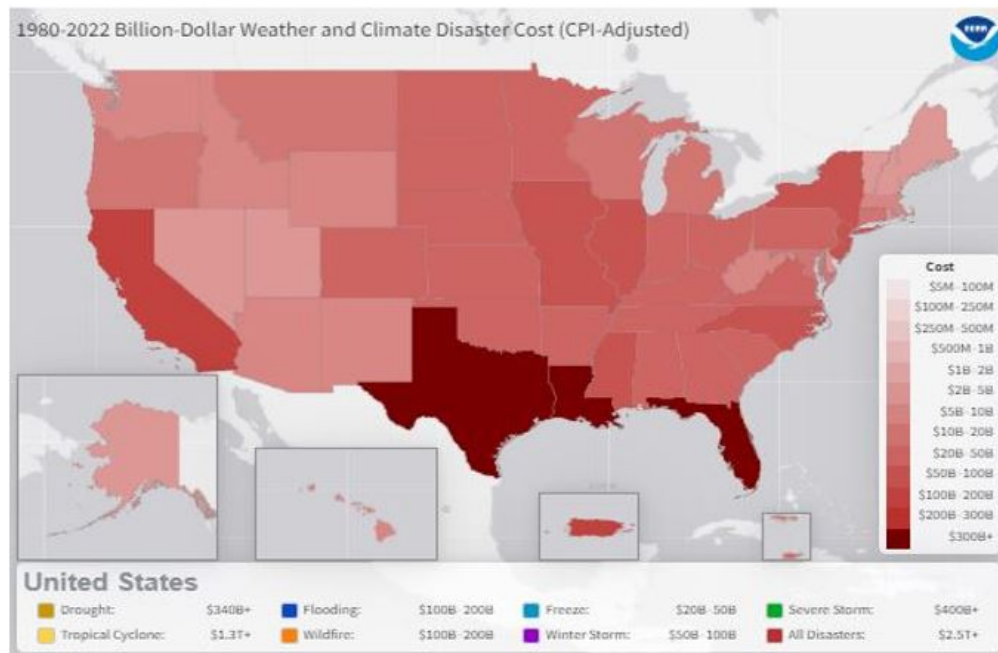 1980-2022 Billion-Dollar Weather and Climate Disaster Cost (CPI-Adjusted)
Cost
$5M-100M
$100M-250M
$250M-500M
$500M-1B
$1B-2B
$2B-5B
$5B-10B
$10B-20B
$20B-50B
$50B-100B
$100B-200B
$200B-300B
$300B+
United States
Drought: $340B+ Flooding: $100B-200B Freeze: $20B-50B Severe Storm: $400B+
Tropical Cyclone: $1.3T+ Wildfire: $100B-200B Winter Storm: $50B-100B All Disasters: $2.5T+